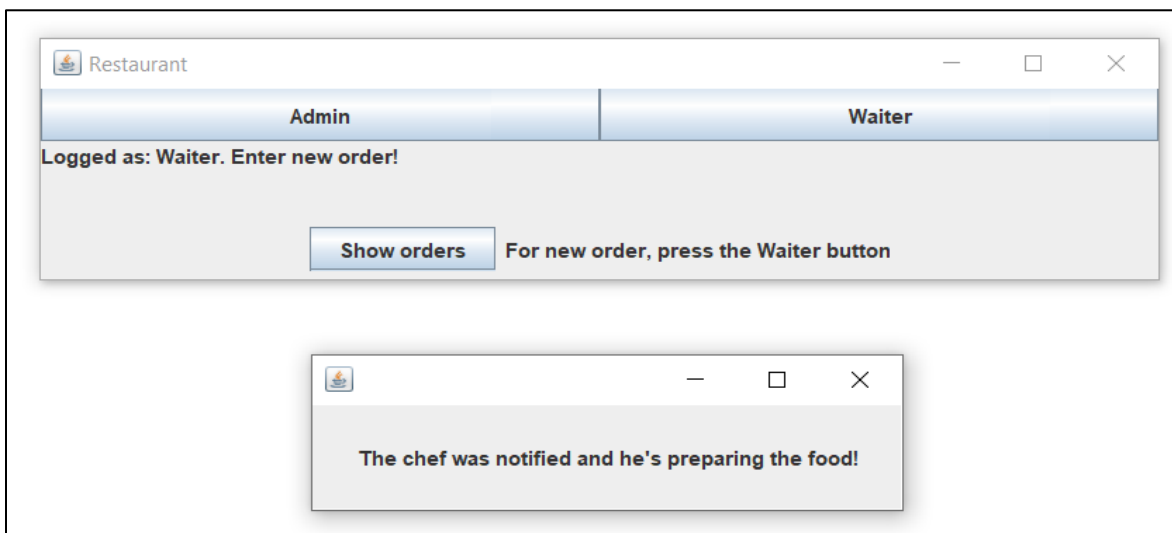 Restaurant
Admin Waiter
Logged as: Waiter. Enter new order!
Show orders For new order, press the Waiter button
The chef was notified and he's preparing the food!